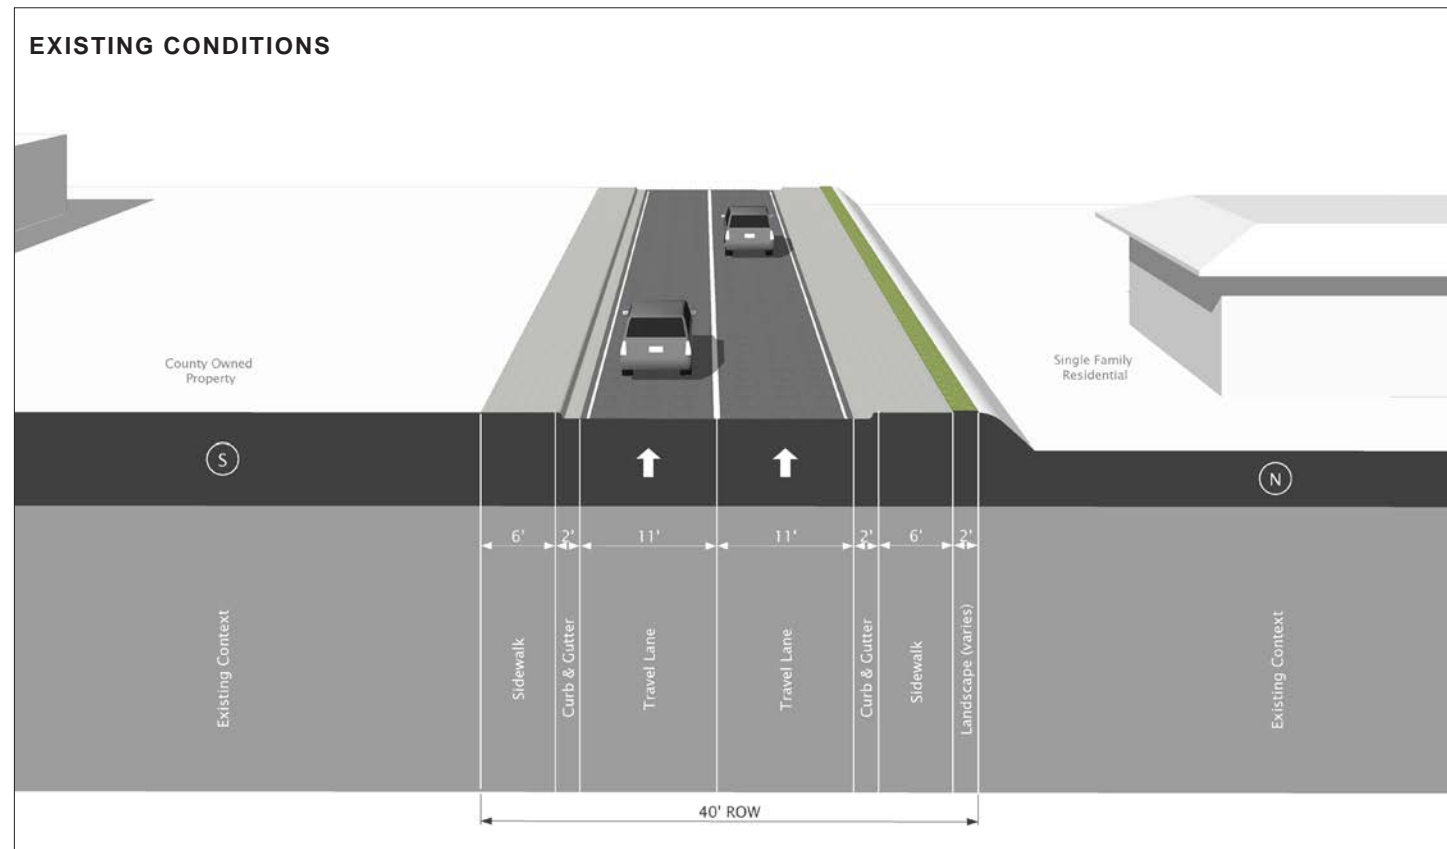 EXISTING CONDITIONS
County Owned
Property
Single Family
Residential
S
N
6' 2' 11' 11' 2' 6' 2'
Existing Context
Sidewalk
Curb & Gutter
Travel Lane
Travel Lane
Curb & Gutter
Sidewalk
Landscape (varies)
Existing Context
40' ROW